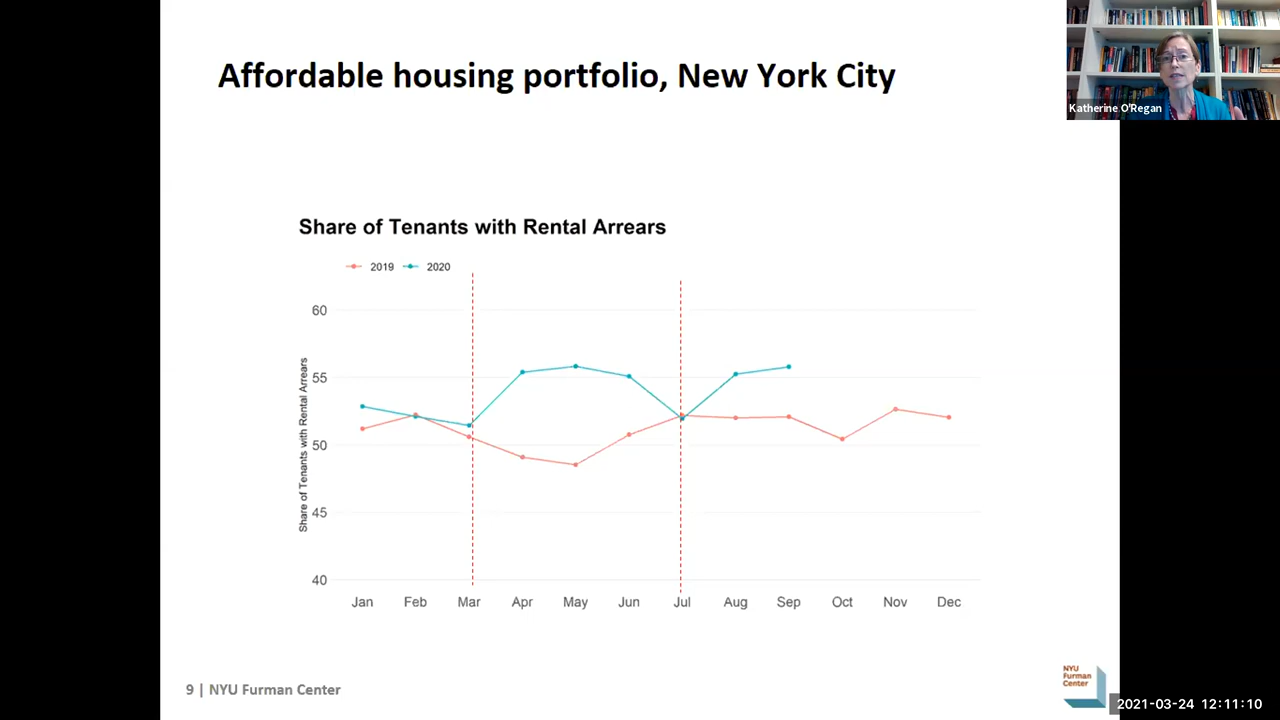 Affordable housing portfolio, New York City
Katherine O'Regan
Share of Tenants with Rental Arrears
2019 2020
Share of Tenants with Rental Arrears
60
55
50
45
40
Jan Feb Mar Apr May Jun Jul Aug Sep Oct Nov Dec
9 | NYU Furman Center
NYU
Furman
Center
2021-03-24 12:11:10